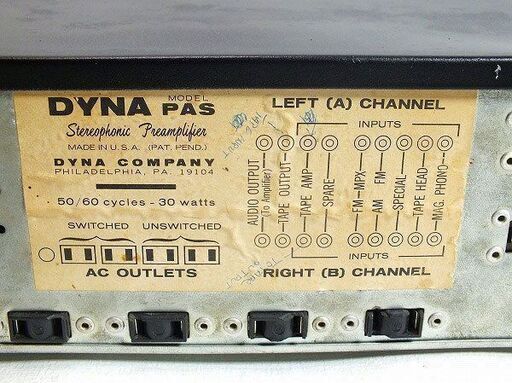 DYNA MODEL PAS
Stereophonic Preamplifier
MADE IN U.S.A. (PAT. PEND.)
DYNA COMPANY
PHILADELPHIA, PA. 19104
50/60 cycles - 30 watts
SWITCHED UNSWITCHED
AC OUTLETS
LEFT (A) CHANNEL
INPUTS
AUDIO OUTPUT
(To Amplifier)
TAPE OUTPUT
TAPE AMP
SPARE
FM-MPX
AM FM
SPECIAL
TAPE HEAD
MAG. PHONO
INPUTS
RIGHT (B) CHANNEL